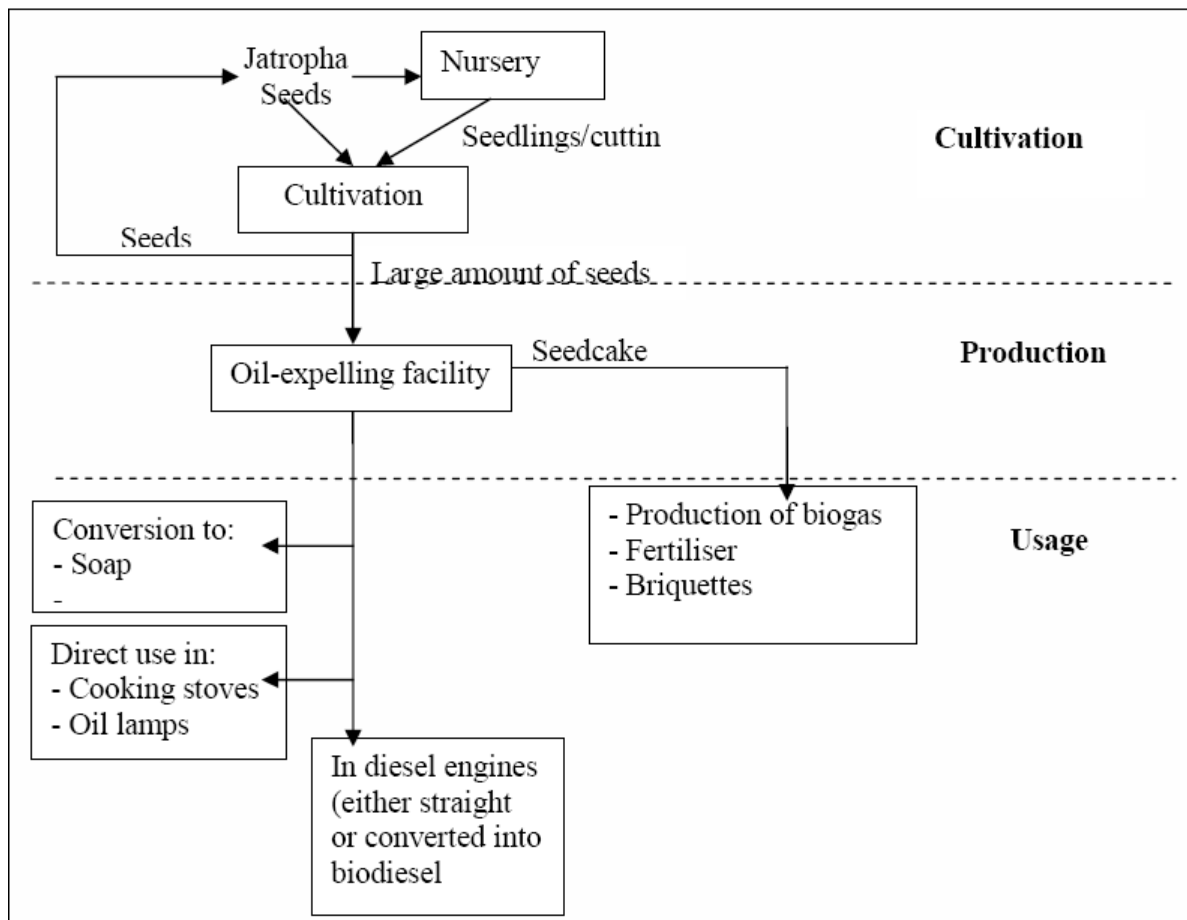 Jatropha
Seeds
Nursery
Seedlings/cuttin
Cultivation
Cultivation
Seeds
Large amount of seeds
Oil-expelling facility
Seedcake
Production
Conversion to:
- Soap
-
- Production of biogas
- Fertiliser
- Briquettes
Usage
Direct use in:
- Cooking stoves
- Oil lamps
In diesel engines
(either straight
or converted into
biodiesel